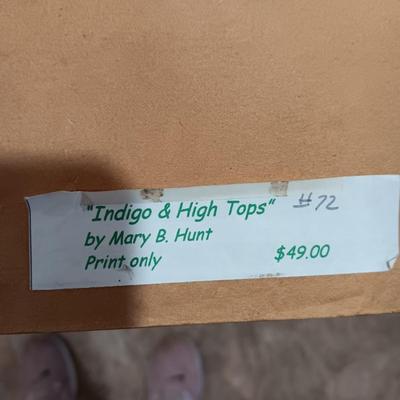 "Indigo & High Tops" #72
by Mary B. Hunt
Print only $49.00